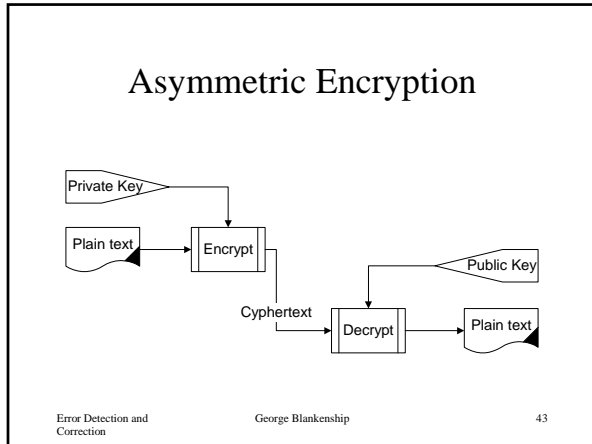 Asymmetric Encryption
Private Key
Plain text
Encrypt
Public Key
Cyphertext
Decrypt
Plain text
Error Detection and
Correction
George Blankenship
43